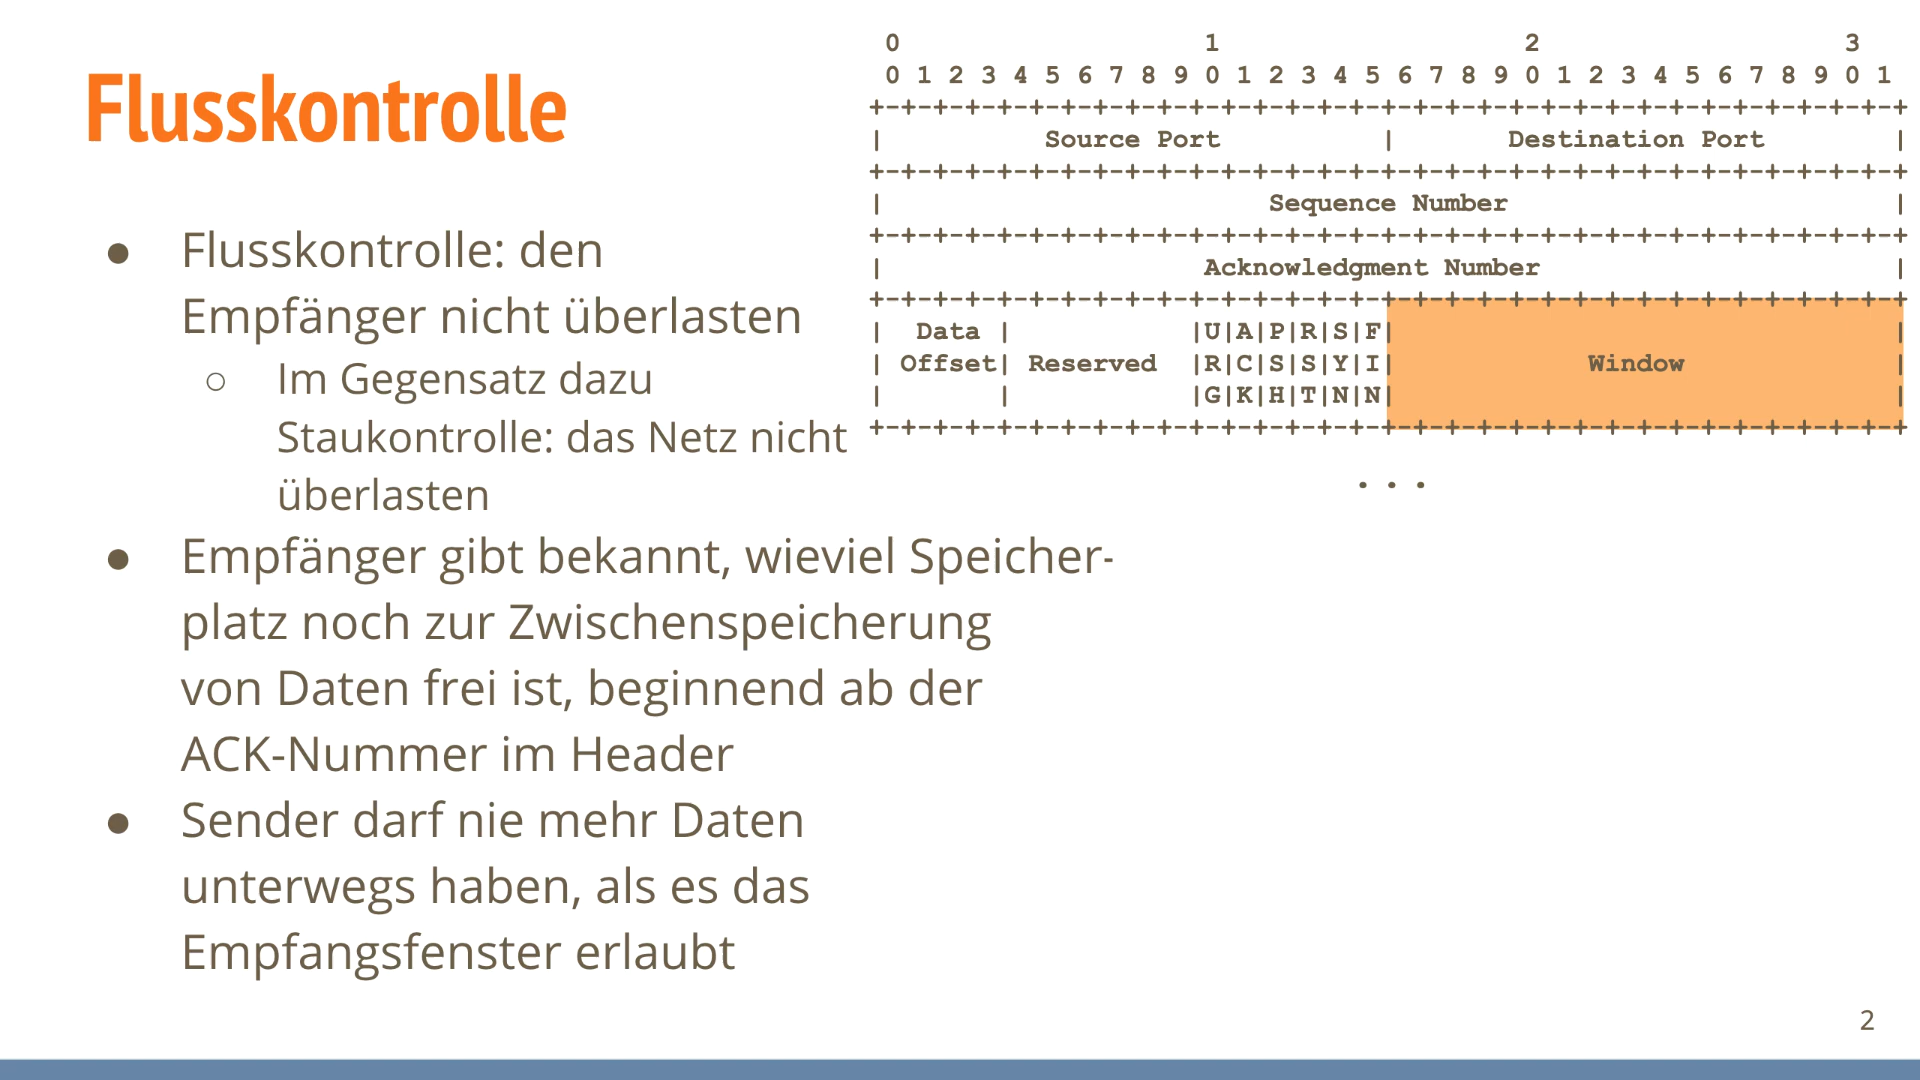 Flusskontrolle
● Flusskontrolle: den
Empfänger nicht überlasten
○ Im Gegensatz dazu
Staukontrolle: das Netz nicht
überlasten
● Empfänger gibt bekannt, wieviel Speicher-
platz noch zur Zwischenspeicherung
von Daten frei ist, beginnend ab der
ACK-Nummer im Header
● Sender darf nie mehr Daten
unterwegs haben, als es das
Empfangsfenster erlaubt
 0                   1                   2                   3
 0 1 2 3 4 5 6 7 8 9 0 1 2 3 4 5 6 7 8 9 0 1 2 3 4 5 6 7 8 9 0 1
+-+-+-+-+-+-+-+-+-+-+-+-+-+-+-+-+-+-+-+-+-+-+-+-+-+-+-+-+-+-+-+-+
|          Source Port          |       Destination Port        |
+-+-+-+-+-+-+-+-+-+-+-+-+-+-+-+-+-+-+-+-+-+-+-+-+-+-+-+-+-+-+-+-+
|                        Sequence Number                        |
+-+-+-+-+-+-+-+-+-+-+-+-+-+-+-+-+-+-+-+-+-+-+-+-+-+-+-+-+-+-+-+-+
|                    Acknowledgment Number                      |
+-+-+-+-+-+-+-+-+-+-+-+-+-+-+-+-+-+-+-+-+-+-+-+-+-+-+-+-+-+-+-+-+
|  Data |           |U|A|P|R|S|F|                               |
| Offset| Reserved  |R|C|S|S|Y|I|            Window             |
|       |           |G|K|H|T|N|N|                               |
+-+-+-+-+-+-+-+-+-+-+-+-+-+-+-+-+-+-+-+-+-+-+-+-+-+-+-+-+-+-+-+-+
...
2